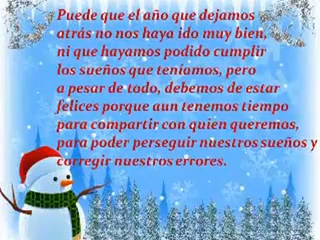 Puede que el año que dejamos
atrás no nos haya ido muy bien,
ni que hayamos podido cumplir
los sueños que teníamos, pero
a pesar de todo, debemos de estar
felices porque aun tenemos tiempo
para compartir con quien queremos,
para poder perseguir nuestros sueños y
corregir nuestros errores.